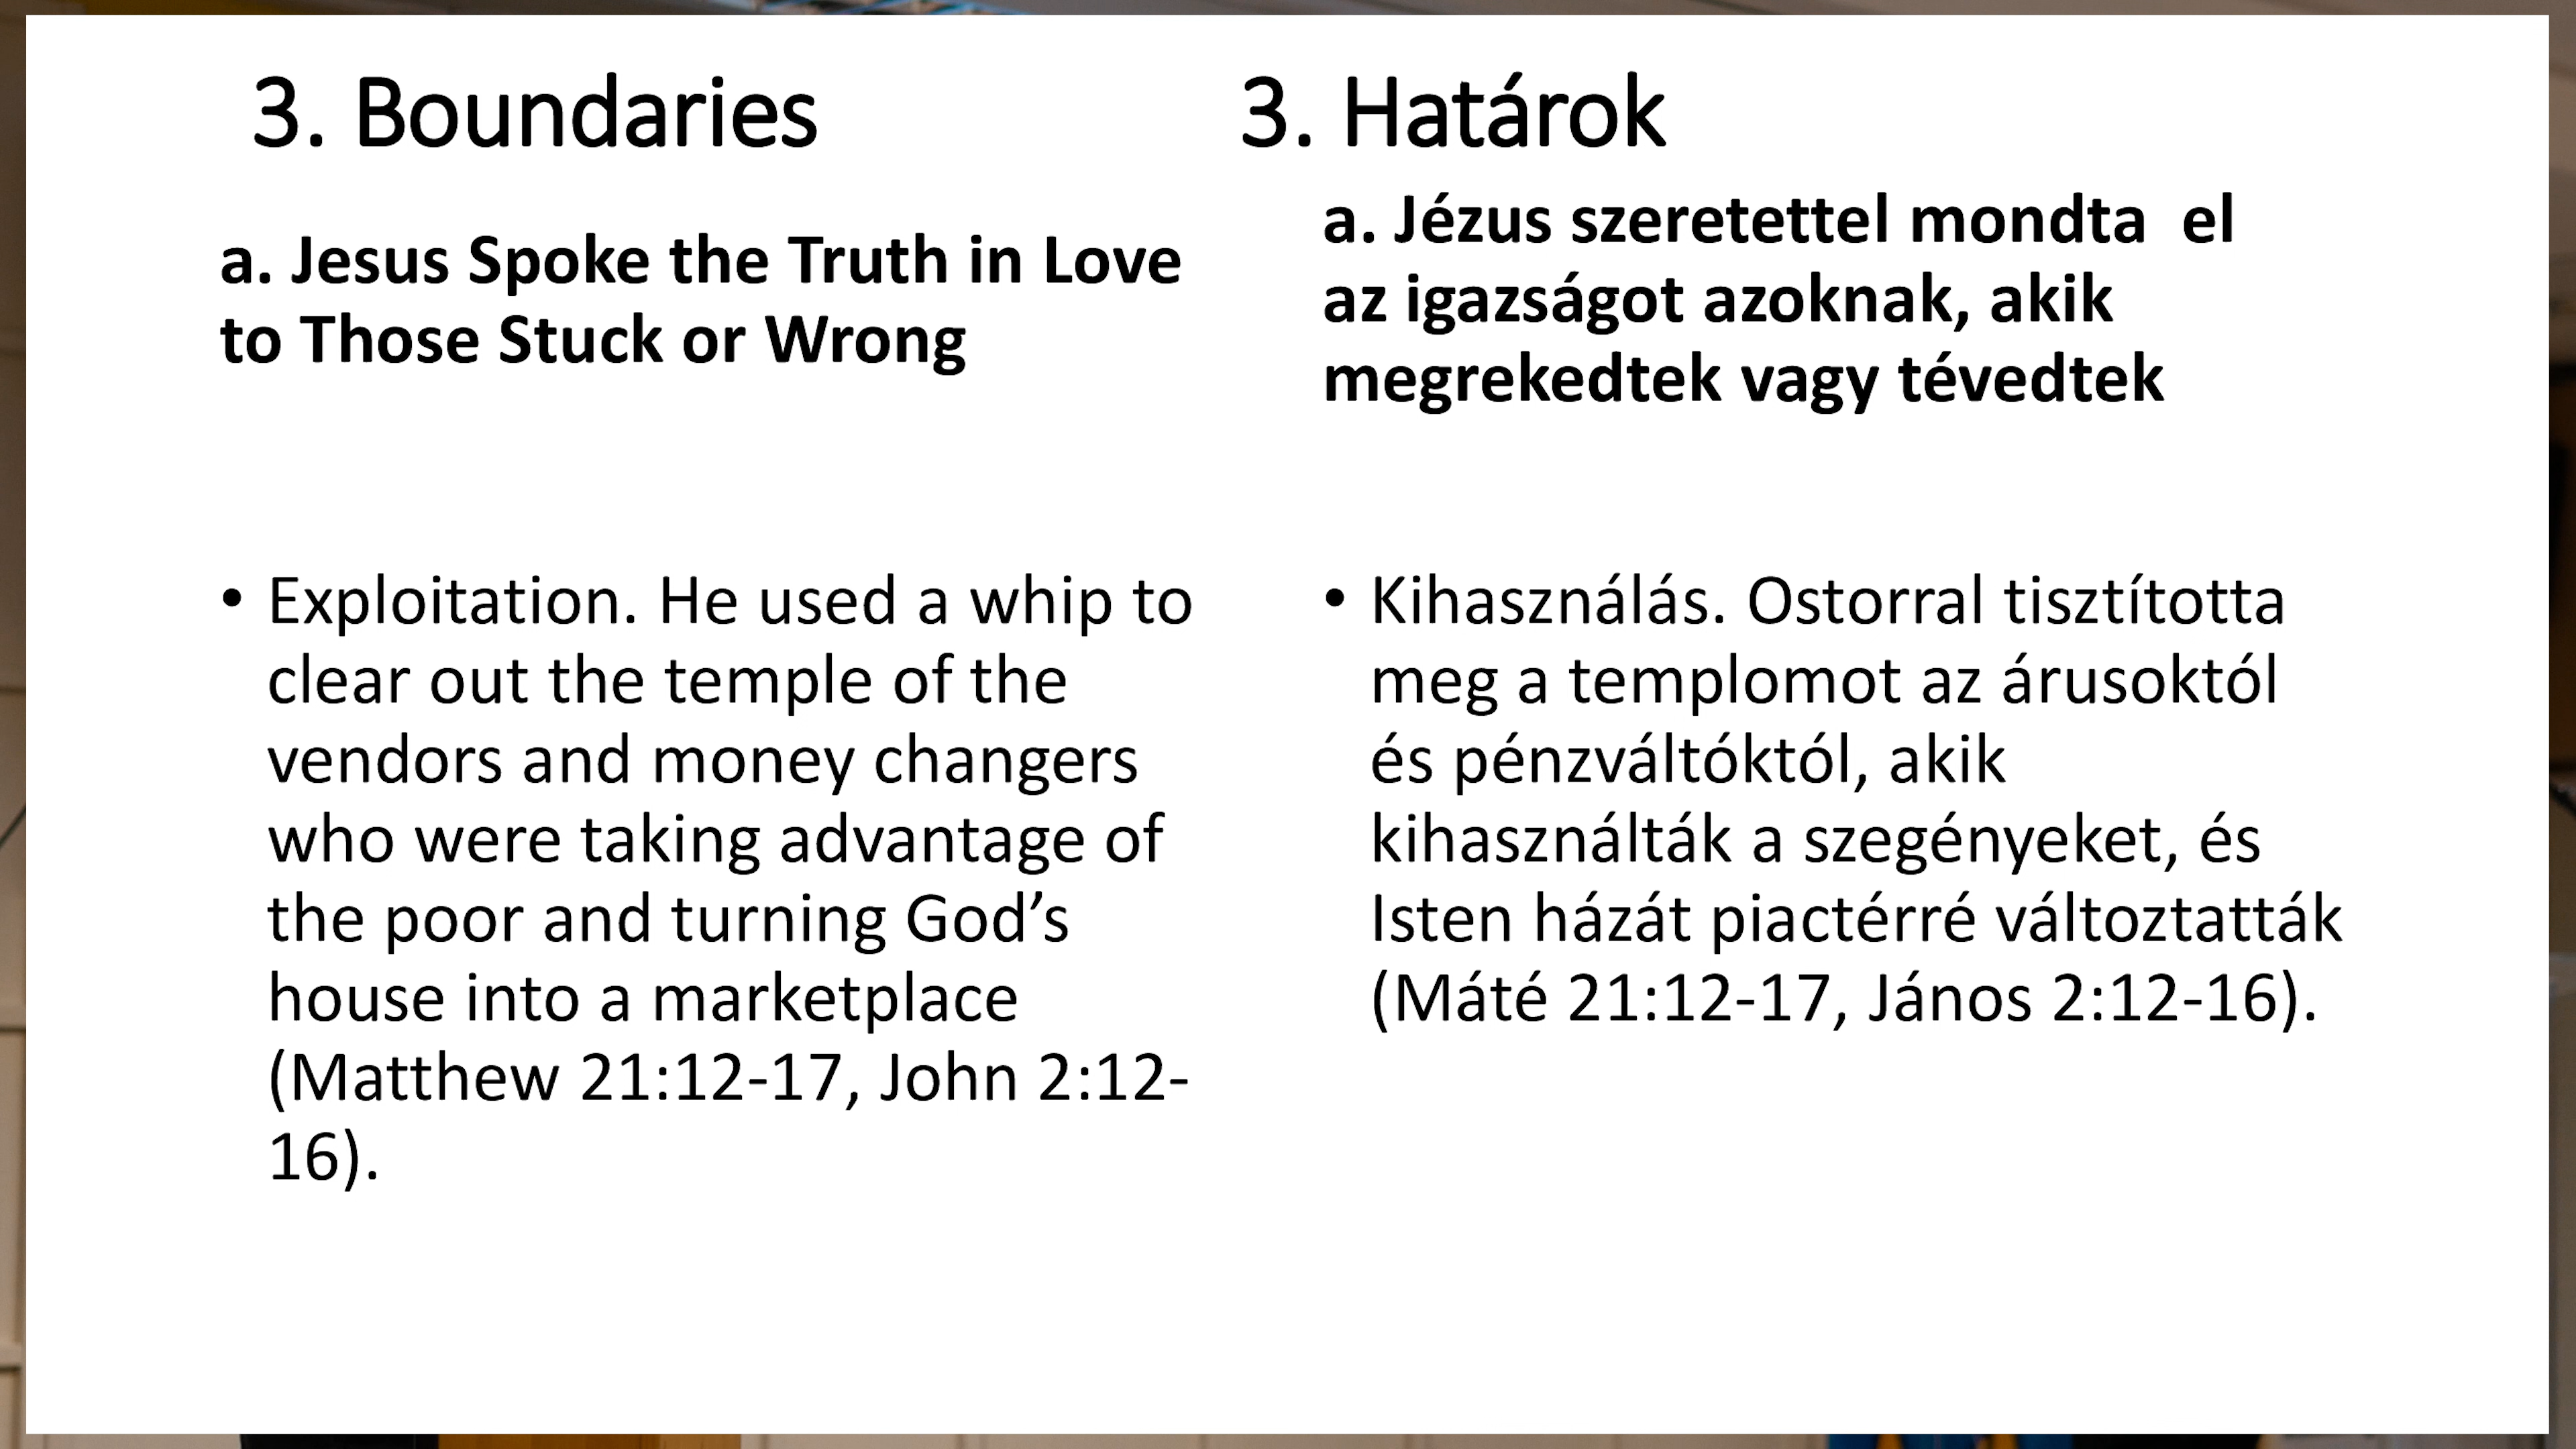 3. Boundaries
a. Jesus Spoke the Truth in Love
to Those Stuck or Wrong
• Exploitation. He used a whip to
clear out the temple of the
vendors and money changers
who were taking advantage of
the poor and turning God’s
house into a marketplace
(Matthew 21:12-17, John 2:12-
16).
3. Határok
a. Jézus szeretettel mondta  el
az igazságot azoknak, akik
megrekedtek vagy tévedtek
• Kihasználás. Ostorral tisztította
meg a templomot az árusoktól
és pénzváltóktól, akik
kihasználták a szegényeket, és
Isten házát piactérré változtatták
(Máté 21:12-17, János 2:12-16).